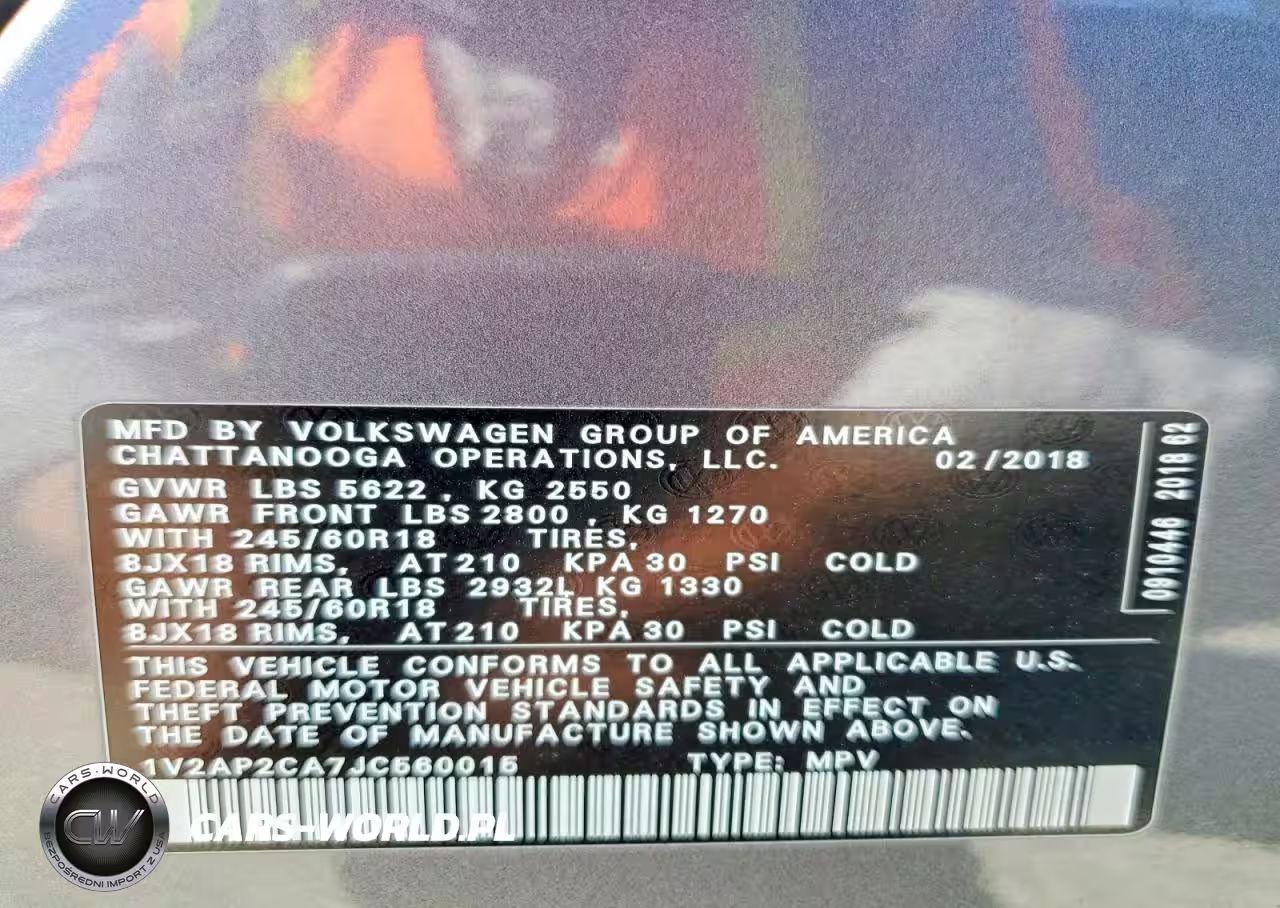 MFD BY VOLKSWAGEN GROUP OF AMERICA
CHATTANOOGA OPERATIONS, LLC. 02/2018
GVWR LBS 5622 , KG 2550
GAWR FRONT LBS 2800 , KG 1270
WITH 245/60R18 TIRES,
8JX18 RIMS, AT 210 KPA 30 PSI COLD
GAWR REAR LBS 2932, KG 1330
WITH 245/60R18 TIRES,
8JX18 RIMS, AT 210 KPA 30 PSI COLD
THIS VEHICLE CONFORMS TO ALL APPLICABLE U.S.
FEDERAL MOTOR VEHICLE SAFETY AND
THEFT PREVENTION STANDARDS IN EFFECT ON
THE DATE OF MANUFACTURE SHOWN ABOVE.
1V2AP2CA7JC560015 TYPE: MPV
0910446 2018 62
CARS-WORLD
CW
BEZPOŚREDNI IMPORT Z USA
CARS-WORLD.PL